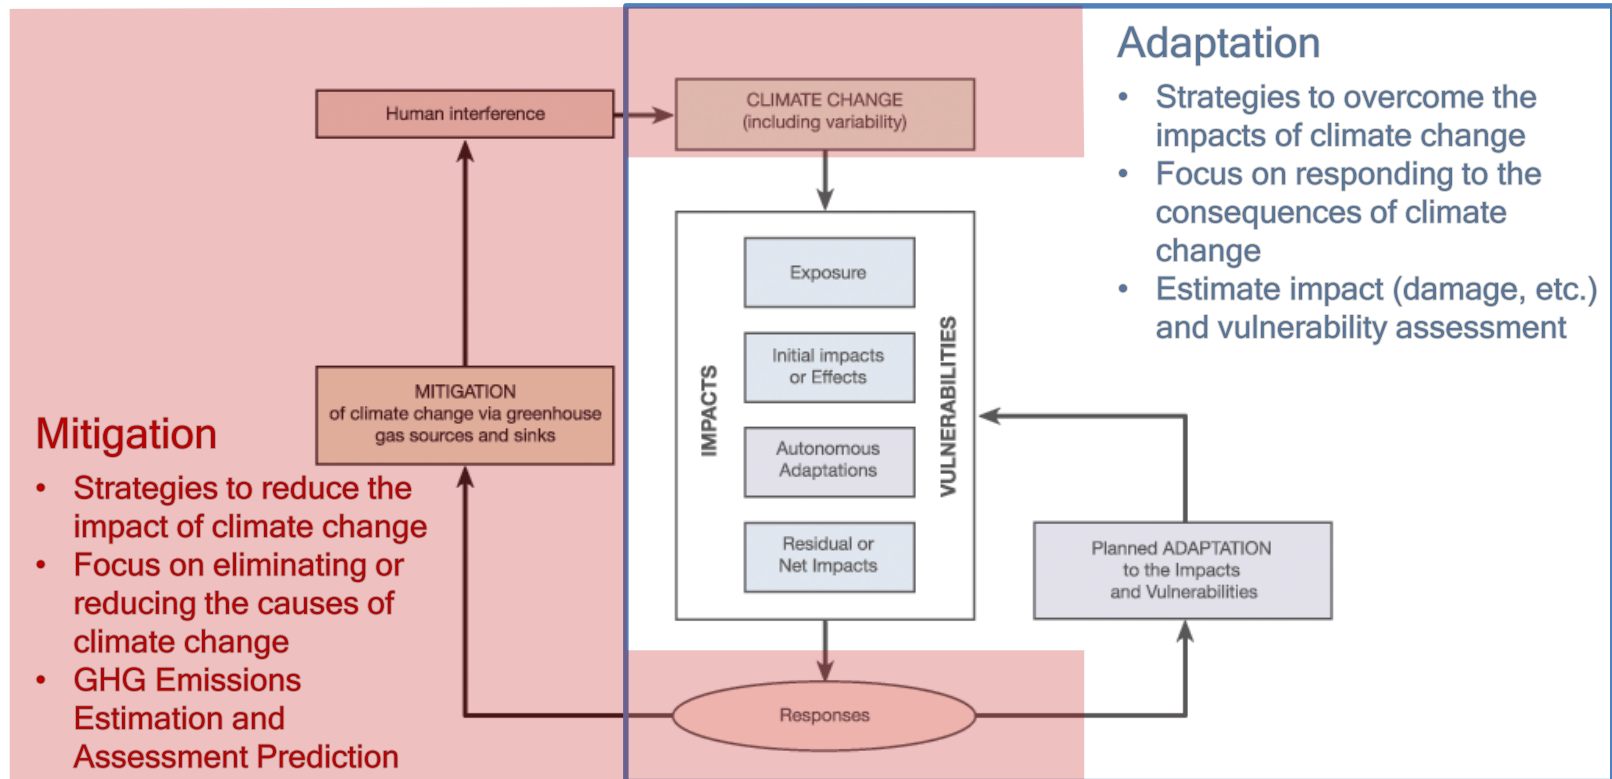 Adaptation
• Strategies to overcome the
impacts of climate change
• Focus on responding to the
consequences of climate
change
• Estimate impact (damage, etc.)
and vulnerability assessment
Human interference
CLIMATE CHANGE
(including variability)
Exposure
Initial impacts
or Effects
Autonomous
Adaptations
Residual or
Net Impacts
IMPACTS
VULNERABILITIES
MITIGATION
of climate change via greenhouse
gas sources and sinks
Mitigation
• Strategies to reduce the
impact of climate change
• Focus on eliminating or
reducing the causes of
climate change
• GHG Emissions
Estimation and
Assessment Prediction
Planned ADAPTATION
to the Impacts
and Vulnerabilities
Responses